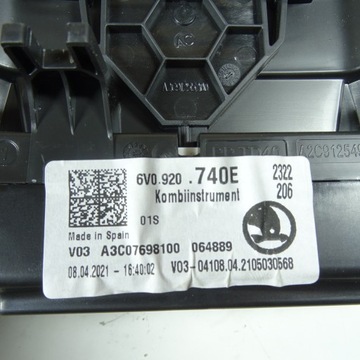 6V0.920 .740E 2322
Kombiinstrument 206
01S
Made in Spain
V03 A3C07698100 064889
08.04.2021 - 16:40:02 V03-04108.04.2105030568